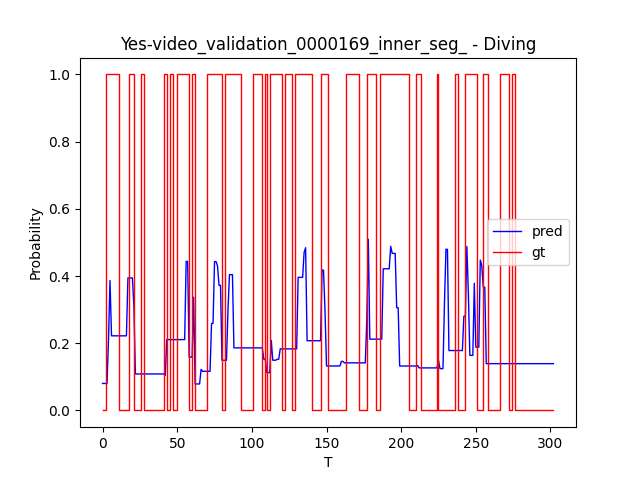 Yes-video_validation_0000169_inner_seg_ - Diving
1.0
0.8
0.6
0.4
0.2
0.0
Probability
pred
gt
0 50 100 150 200 250 300
T